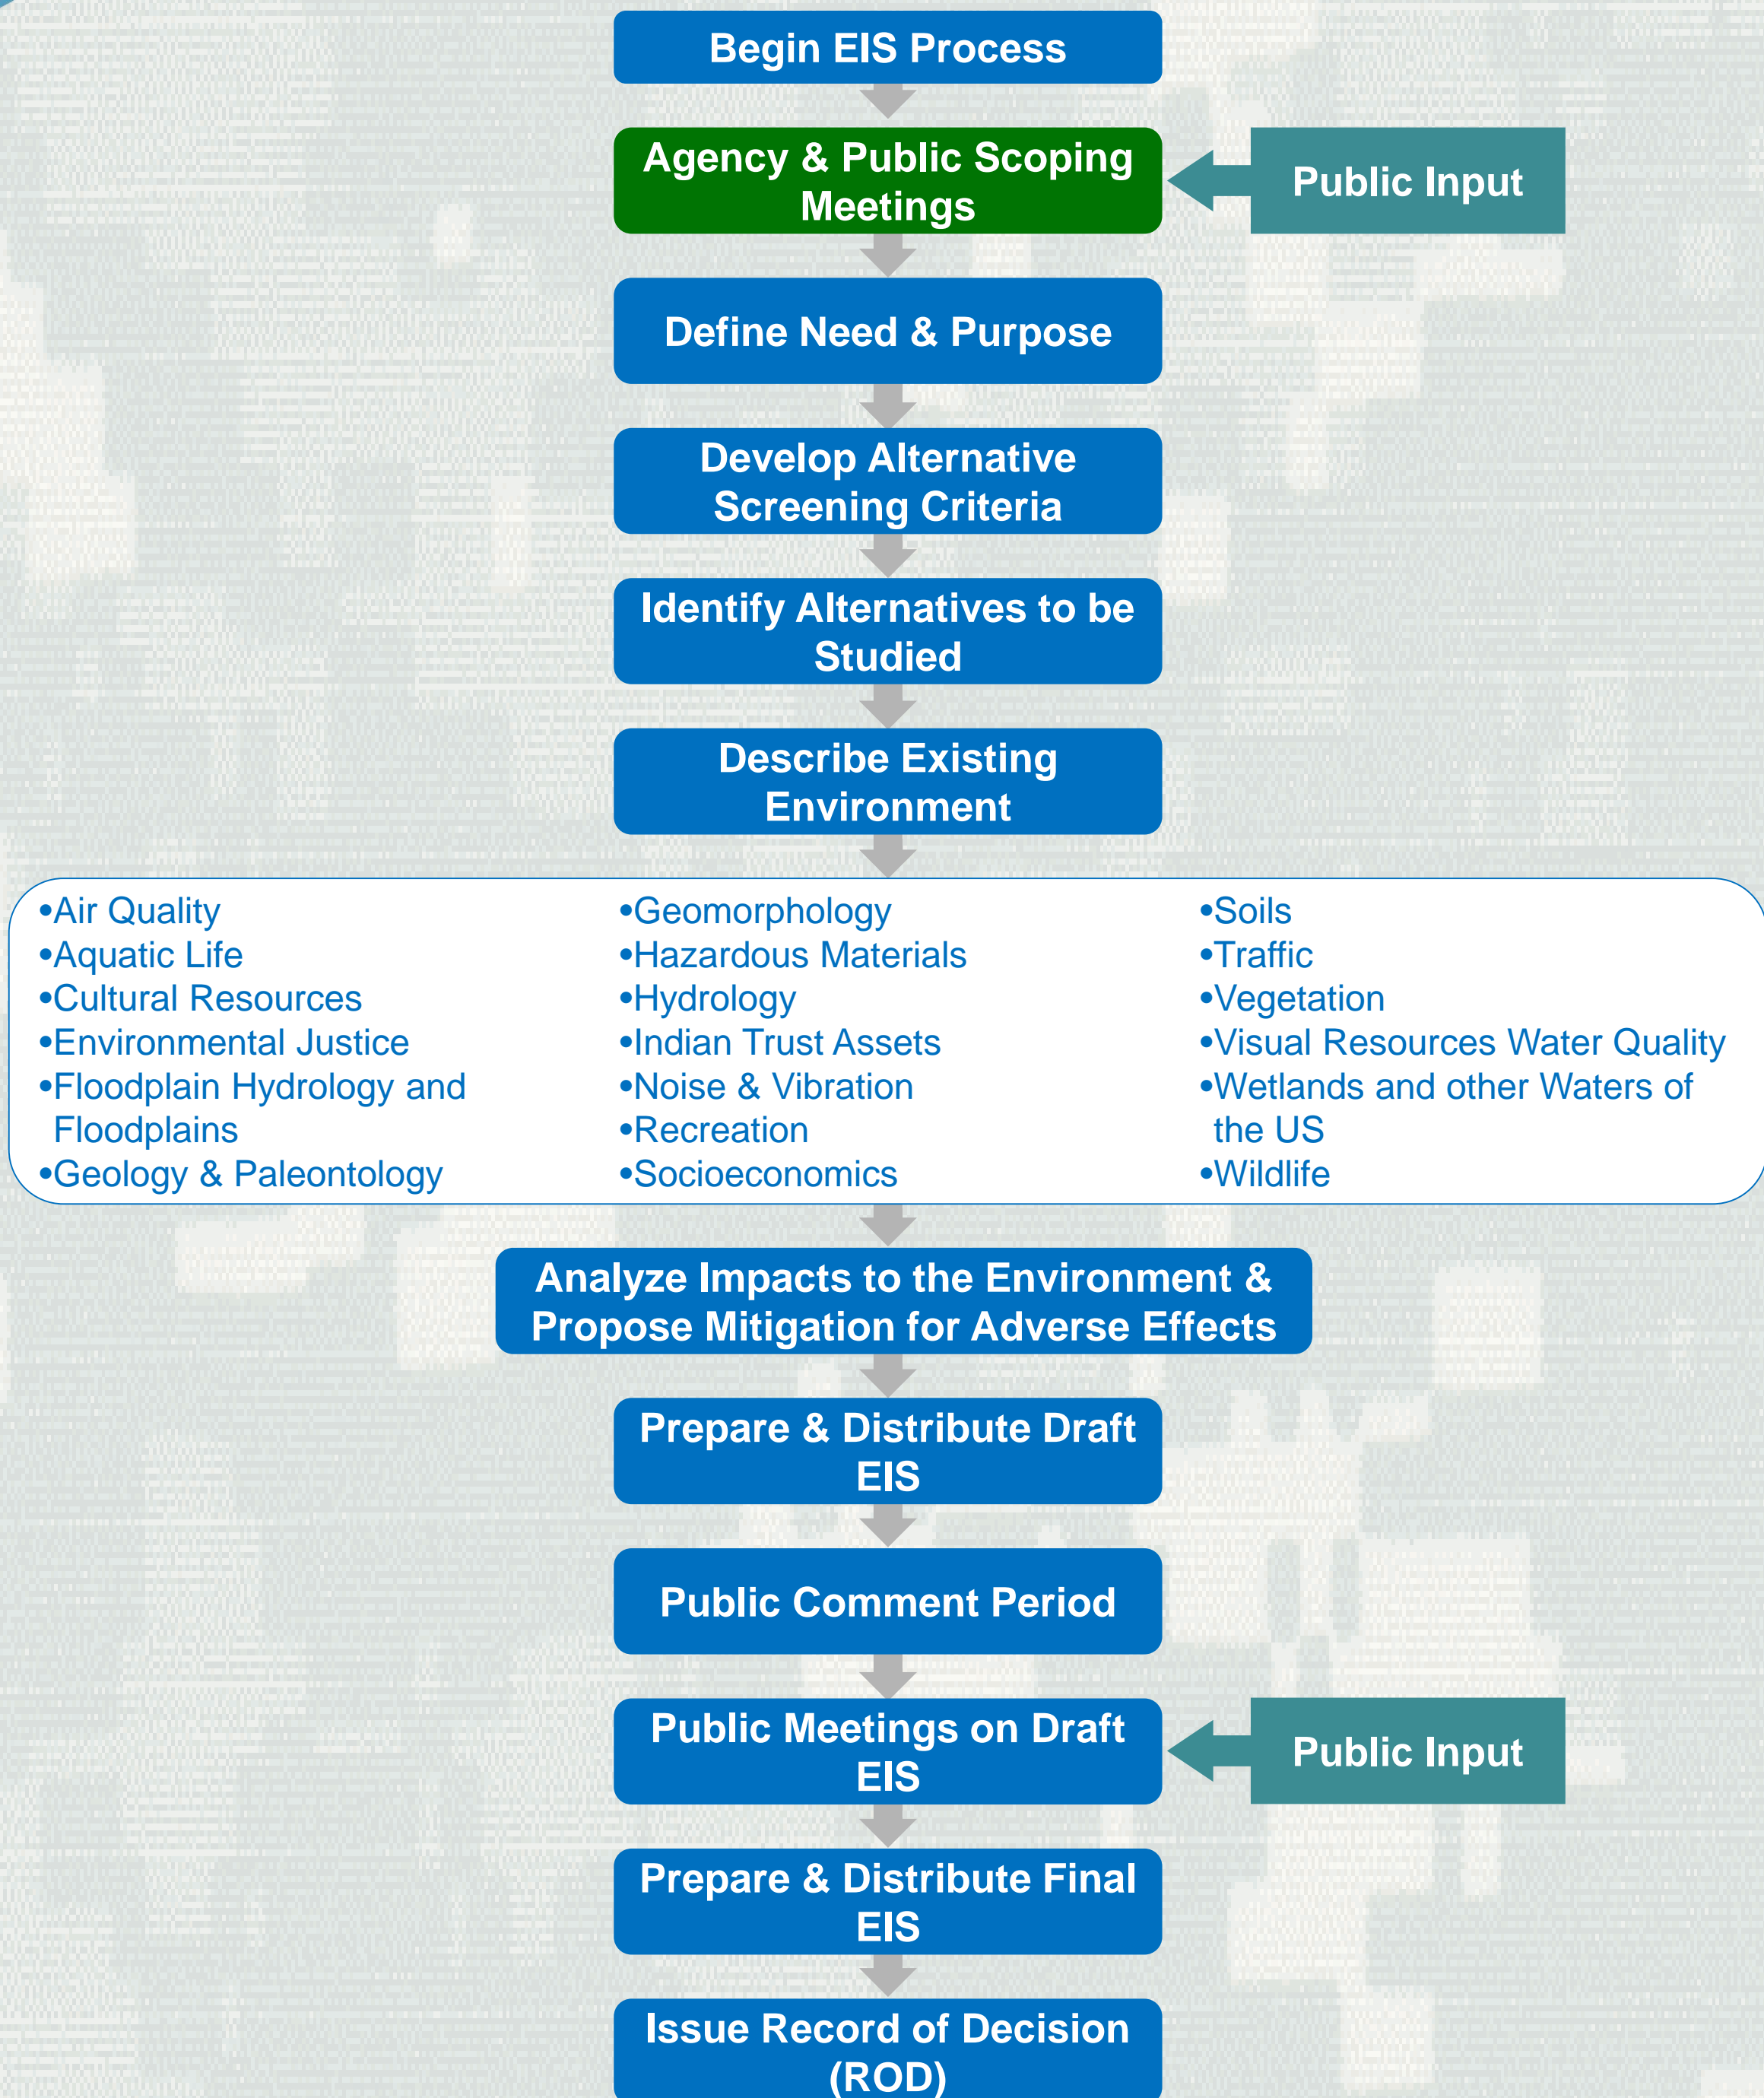 Begin EIS Process
Agency & Public Scoping
Meetings
Public Input
Define Need & Purpose
Develop Alternative
Screening Criteria
Identify Alternatives to be
Studied
Describe Existing
Environment
•Air Quality
•Aquatic Life
•Cultural Resources
•Environmental Justice
•Floodplain Hydrology and
Floodplains
•Geology & Paleontology
•Geomorphology
•Hazardous Materials
•Hydrology
•Indian Trust Assets
•Noise & Vibration
•Recreation
•Socioeconomics
•Soils
•Traffic
•Vegetation
•Visual Resources Water Quality
•Wetlands and other Waters of
the US
•Wildlife
Analyze Impacts to the Environment &
Propose Mitigation for Adverse Effects
Prepare & Distribute Draft
EIS
Public Comment Period
Public Meetings on Draft
EIS
Public Input
Prepare & Distribute Final
EIS
Issue Record of Decision
(ROD)